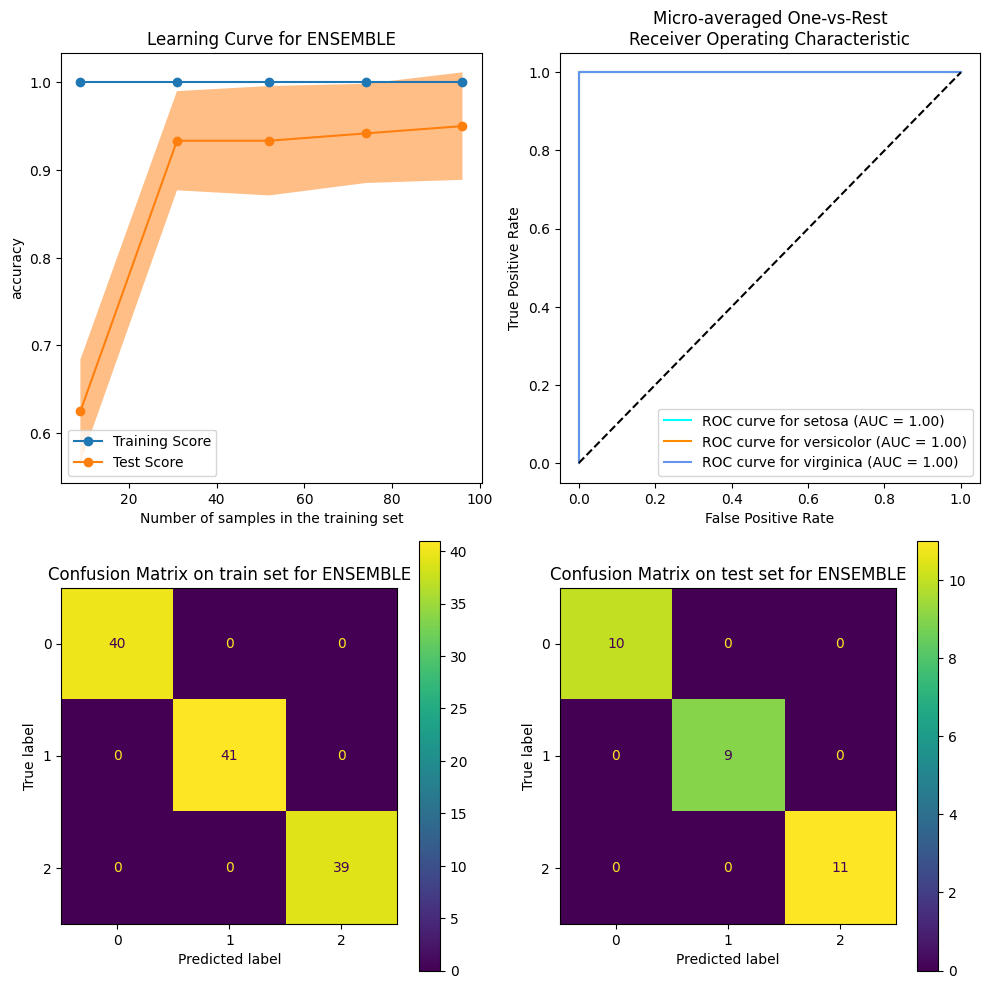 Learning Curve for ENSEMBLE
1.0
0.9
0.8
0.7
0.6
accuracy
Training Score
Test Score
20
40
60
80
100
Number of samples in the training set
Micro-averaged One-vs-Rest
Receiver Operating Characteristic
1.0
0.8
0.6
0.4
0.2
0.0
True Positive Rate
ROC curve for setosa (AUC = 1.00)
ROC curve for versicolor (AUC = 1.00)
ROC curve for virginica (AUC = 1.00)
0.0
0.2
0.4
0.6
0.8
1.0
False Positive Rate
Confusion Matrix on train set for ENSEMBLE
0
1
2
True label
40 0 0
0 41 0
0 0 39
0
1
2
Predicted label
40
35
30
25
20
15
10
5
0
Confusion Matrix on test set for ENSEMBLE
0
1
2
True label
10 0 0
0 9 0
0 0 11
0
1
2
Predicted label
10
8
6
4
2
0